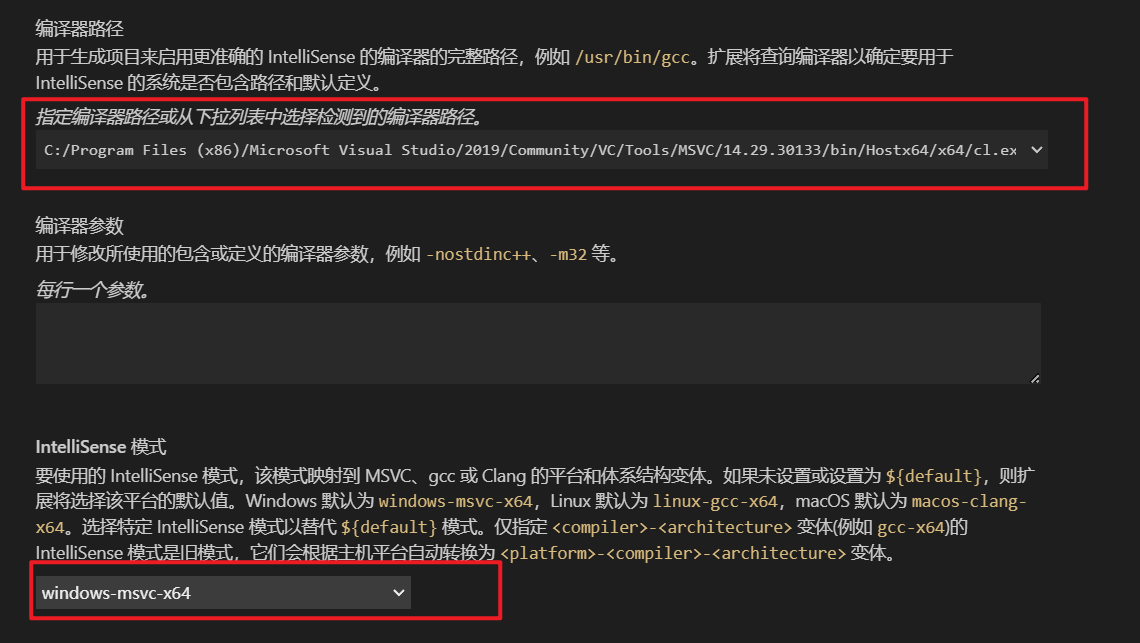 编译器路径
用于生成项目来启用更准确的 IntelliSense 的编译器的完整路径，例如 /usr/bin/gcc。扩展将查询编译器以确定要用于
IntelliSense 的系统是否包含路径和默认定义。
指定编译器路径或从下拉列表中选择检测到的编译器路径。
C:/Program Files (x86)/Microsoft Visual Studio/2019/Community/VC/Tools/MSVC/14.29.30133/bin/Hostx64/x64/cl.ex
编译器参数
用于修改所使用的包含或定义的编译器参数，例如 -nostdinc++、-m32 等。
每行一个参数。
IntelliSense 模式
要使用的 IntelliSense 模式，该模式映射到 MSVC、gcc 或 Clang 的平台和体系结构变体。如果未设置或设置为 ${default}，则扩
展将选择该平台的默认值。Windows 默认为 windows-msvc-x64，Linux 默认为 linux-gcc-x64，macOS 默认为 macos-clang-
x64。选择特定 IntelliSense 模式以替代 ${default} 模式。仅指定 <compiler>-<architecture> 变体(例如 gcc-x64)的
IntelliSense 模式是旧模式，它们会根据主机平台自动转换为 <platform>-<compiler>-<architecture> 变体。
windows-msvc-x64